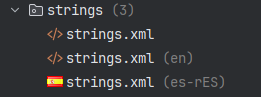 strings (3)
strings.xml
strings.xml (en)
strings.xml (es-rES)